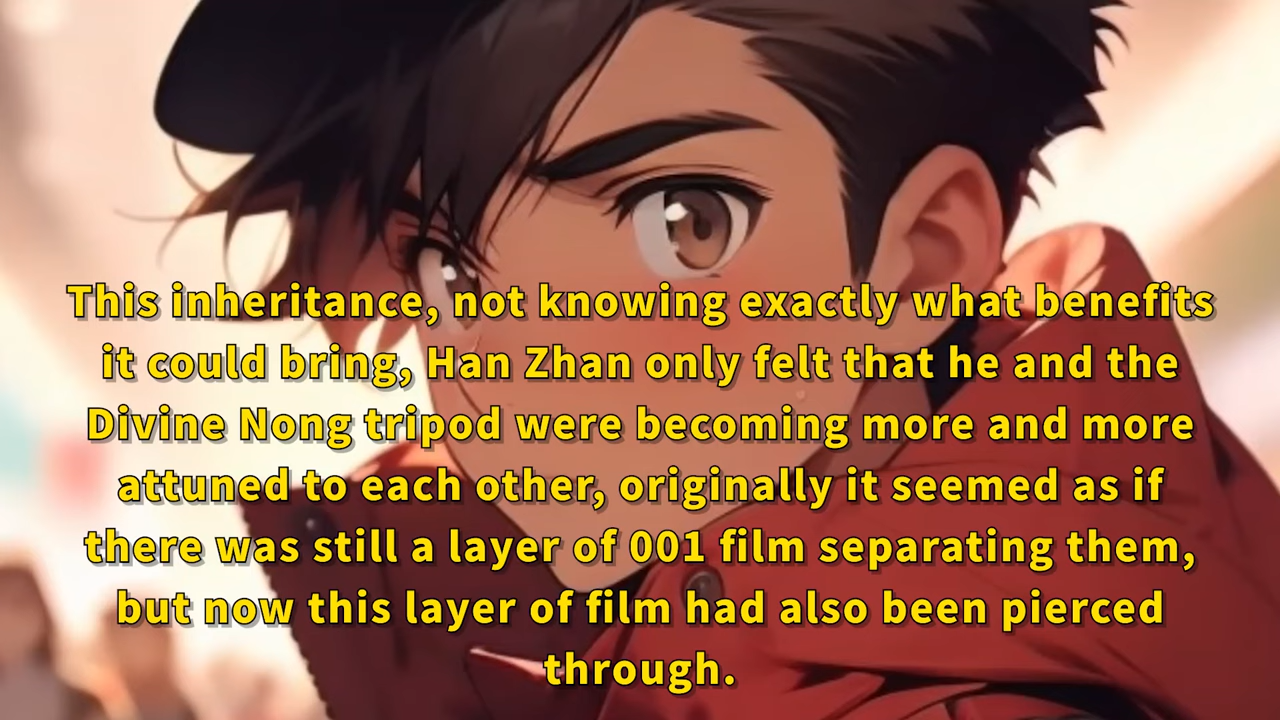 This inheritance, not knowing exactly what benefits
it could bring, Han Zhan only felt that he and the
Divine Nong tripod were becoming more and more
attuned to each other, originally it seemed as if
there was still a layer of 001 film separating them,
but now this layer of film had also been pierced
through.